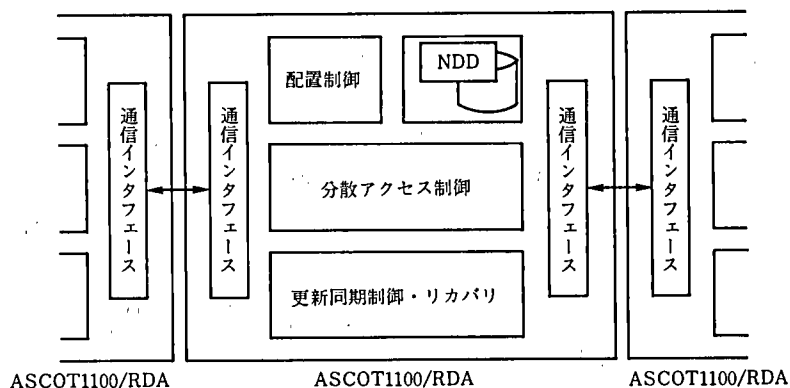 通信インタフェース
通信インタフェース
配置制御
NDD
分散アクセス制御
更新同期制御・リカバリ
通信インタフェース
通信インタフェース
ASCOT1100/RDA
ASCOT1100/RDA
ASCOT1100/RDA